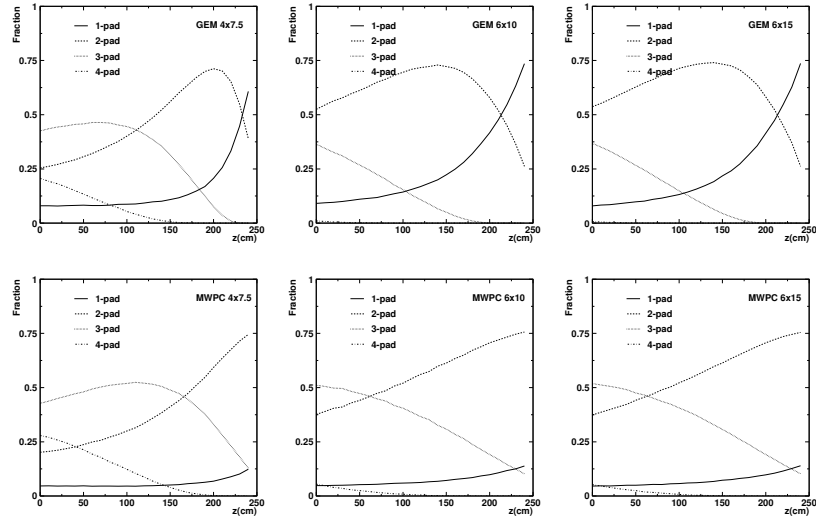 Fraction
1-pad
2-pad
3-pad
4-pad
GEM 4x7.5
1
0.75
0.5
0.25
0
0 50 100 150 200 250
z(cm)
Fraction
1-pad
2-pad
3-pad
4-pad
GEM 6x10
1
0.75
0.5
0.25
0
0 50 100 150 200 250
z(cm)
Fraction
1-pad
2-pad
3-pad
4-pad
GEM 6x15
1
0.75
0.5
0.25
0
0 50 100 150 200 250
z(cm)
Fraction
1-pad
2-pad
3-pad
4-pad
MWPC 4x7.5
1
0.75
0.5
0.25
0
0 50 100 150 200 250
z(cm)
Fraction
1-pad
2-pad
3-pad
4-pad
MWPC 6x10
1
0.75
0.5
0.25
0
0 50 100 150 200 250
z(cm)
Fraction
1-pad
2-pad
3-pad
4-pad
MWPC 6x15
1
0.75
0.5
0.25
0
0 50 100 150 200 250
z(cm)